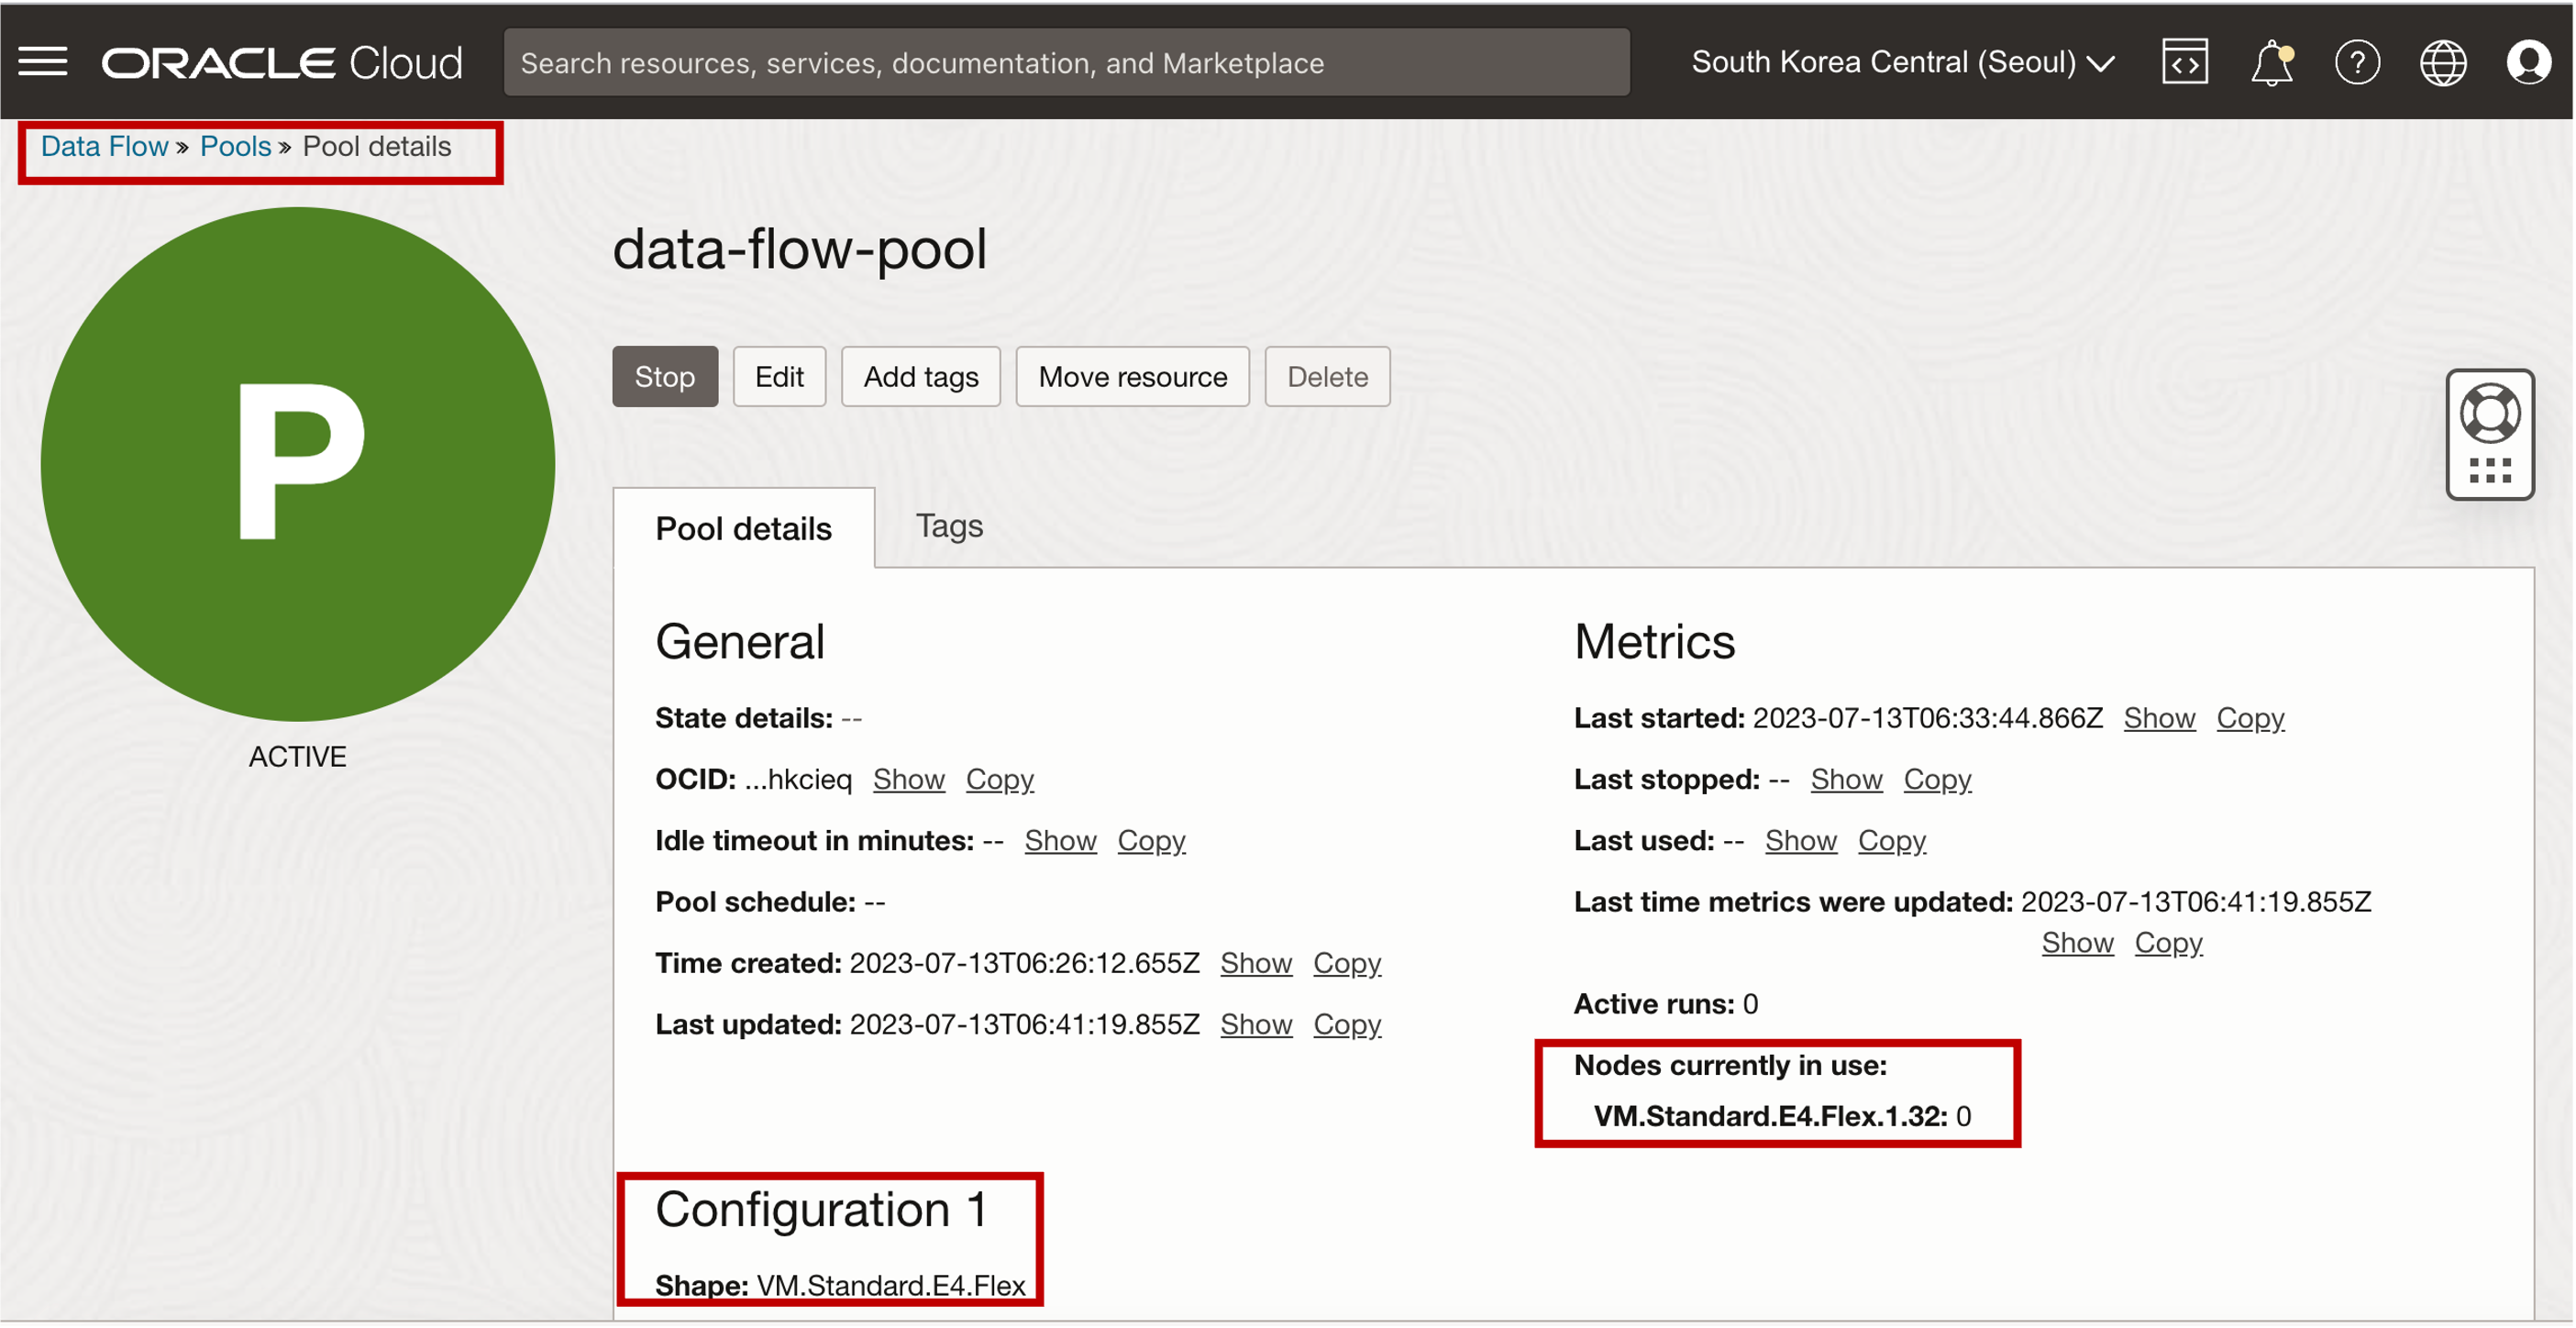 ORACLE Cloud
Search resources, services, documentation, and Marketplace
South Korea Central (Seoul)
Data Flow » Pools » Pool details
P
ACTIVE
data-flow-pool
Stop Edit Add tags Move resource Delete
Pool details Tags
General
State details: --
OCID: ...hkcieq Show Copy
Idle timeout in minutes: -- Show Copy
Pool schedule: --
Time created: 2023-07-13T06:26:12.655Z Show Copy
Last updated: 2023-07-13T06:41:19.855Z Show Copy
Metrics
Last started: 2023-07-13T06:33:44.866Z Show Copy
Last stopped: -- Show Copy
Last used: -- Show Copy
Last time metrics were updated: 2023-07-13T06:41:19.855Z
Show Copy
Active runs: 0
Nodes currently in use:
VM.Standard.E4.Flex.1.32: 0
Configuration 1
Shape: VM.Standard.E4.Flex